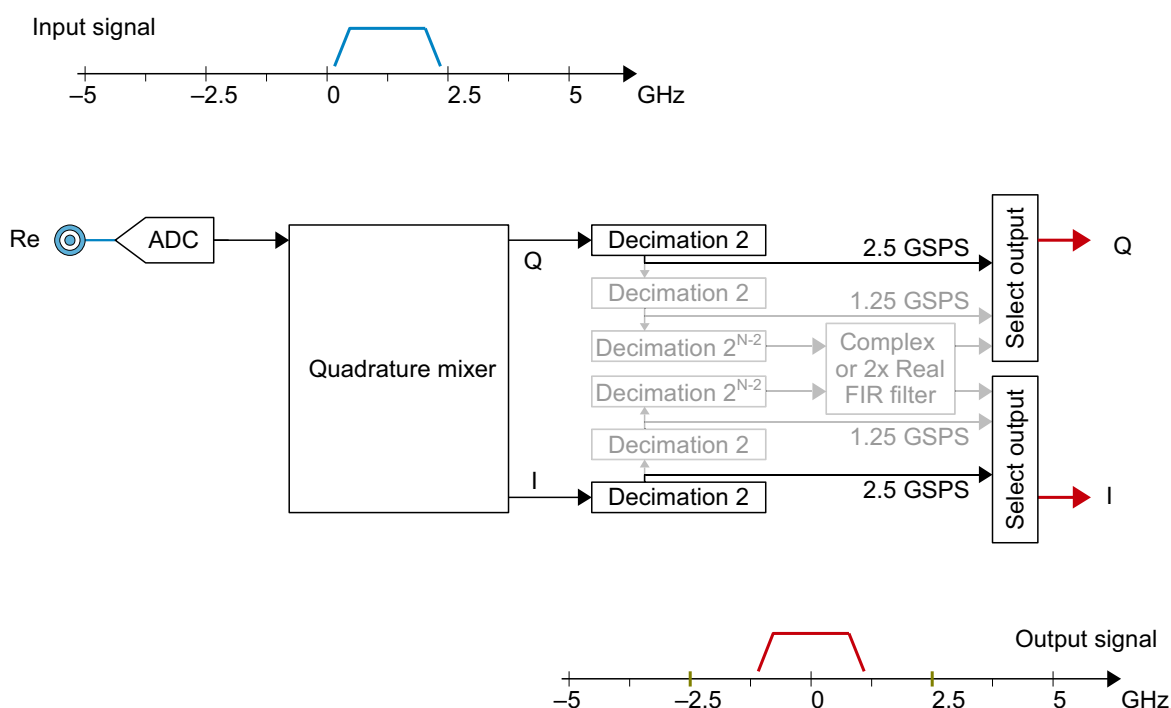 Input signal
–5 –2.5 0 2.5 5 GHz
Re
ADC
Quadrature mixer
Q
I
Decimation 2
Decimation 2
Decimation 2^N-2
Decimation 2^N-2
Decimation 2
Decimation 2
2.5 GSPS
1.25 GSPS
Complex
or 2x Real
FIR filter
1.25 GSPS
2.5 GSPS
Select output
Select output
Q
I
Output signal
–5 –2.5 0 2.5 5 GHz